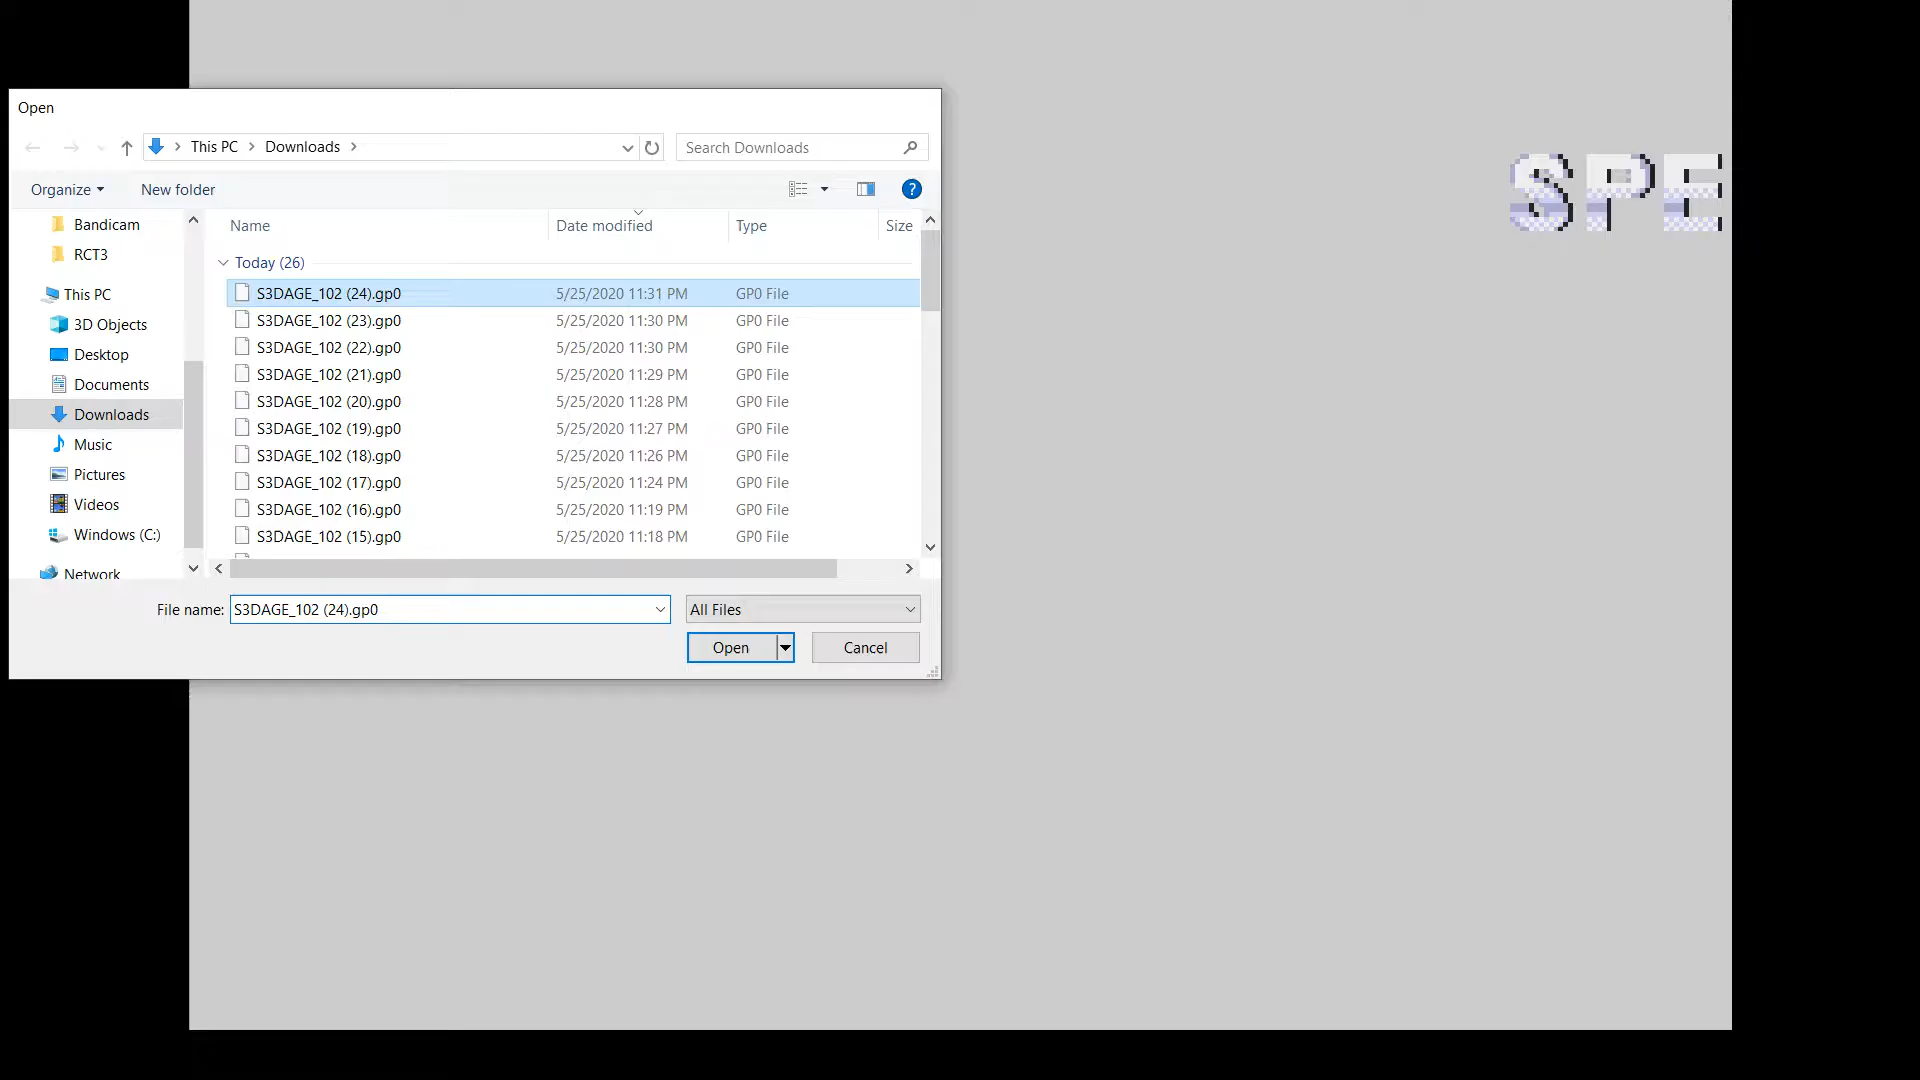 Open
This PC > Downloads >
Search Downloads
Organize
New folder
?
Bandicam
RCT3
This PC
3D Objects
Desktop
Documents
Downloads
Music
Pictures
Videos
Windows (C:)
Network
Name Date modified Type Size
Today (26)
S3DAGE_102 (24).gp0 5/25/2020 11:31 PM GP0 File
S3DAGE_102 (23).gp0 5/25/2020 11:30 PM GP0 File
S3DAGE_102 (22).gp0 5/25/2020 11:30 PM GP0 File
S3DAGE_102 (21).gp0 5/25/2020 11:29 PM GP0 File
S3DAGE_102 (20).gp0 5/25/2020 11:28 PM GP0 File
S3DAGE_102 (19).gp0 5/25/2020 11:27 PM GP0 File
S3DAGE_102 (18).gp0 5/25/2020 11:26 PM GP0 File
S3DAGE_102 (17).gp0 5/25/2020 11:24 PM GP0 File
S3DAGE_102 (16).gp0 5/25/2020 11:19 PM GP0 File
S3DAGE_102 (15).gp0 5/25/2020 11:18 PM GP0 File
File name: S3DAGE_102 (24).gp0
All Files
Open
Cancel
SPE